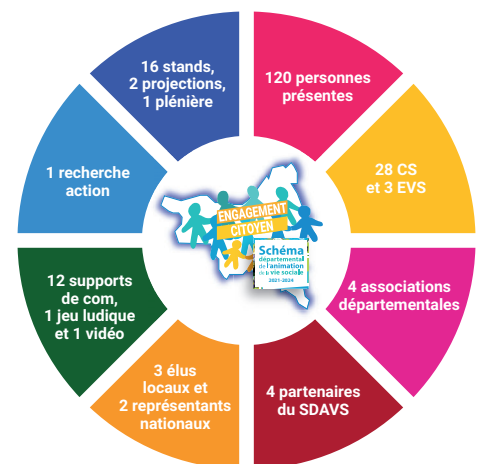 16 stands,
2 projections,
1 plénière
120 personnes
présentes
28 CS
et 3 EVS
4 associations
départementales
4 partenaires
du SDAVS
3 élus
locaux et
2 représentants
nationaux
12 supports
de com,
1 jeu ludique
et 1 vidéo
1 recherche
action
ENGAGEMENT
CITOYEN
Schéma
départemental
de l'animation
de la vie sociale
2021-2024